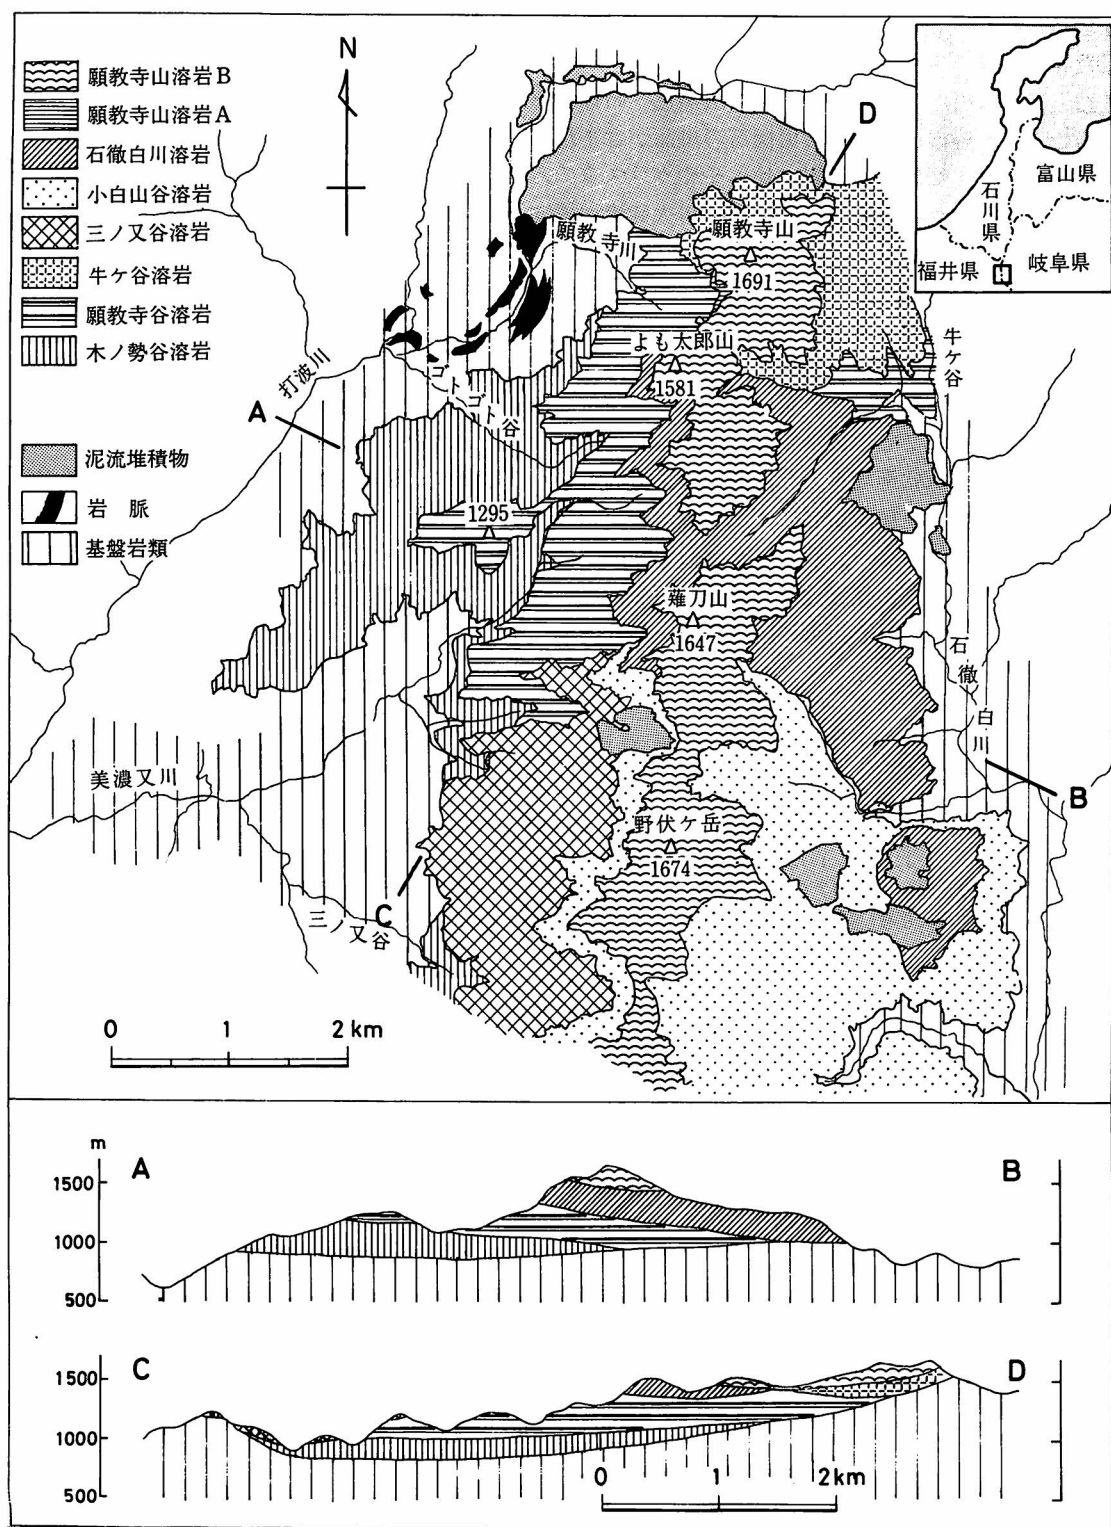 願教寺山溶岩B
願教寺山溶岩A
石徹白川溶岩
小白山谷溶岩
三ノ又谷溶岩
牛ケ谷溶岩
願教寺谷溶岩
木ノ勢谷溶岩
泥流堆積物
岩脈
基盤岩類
N
D
富山県
石川県
福井県
岐阜県
願教寺川
願教寺山
1691
よも太郎山
1581
牛ケ谷
打波川
ゴトゴト谷
A
1295
薙刀山
1647
石徹白川
B
美濃又川
野伏ケ岳
1674
C
三ノ又谷
0 1 2 km
m
A B
1500
1000
500
C D
1500
1000
500
0 1 2km